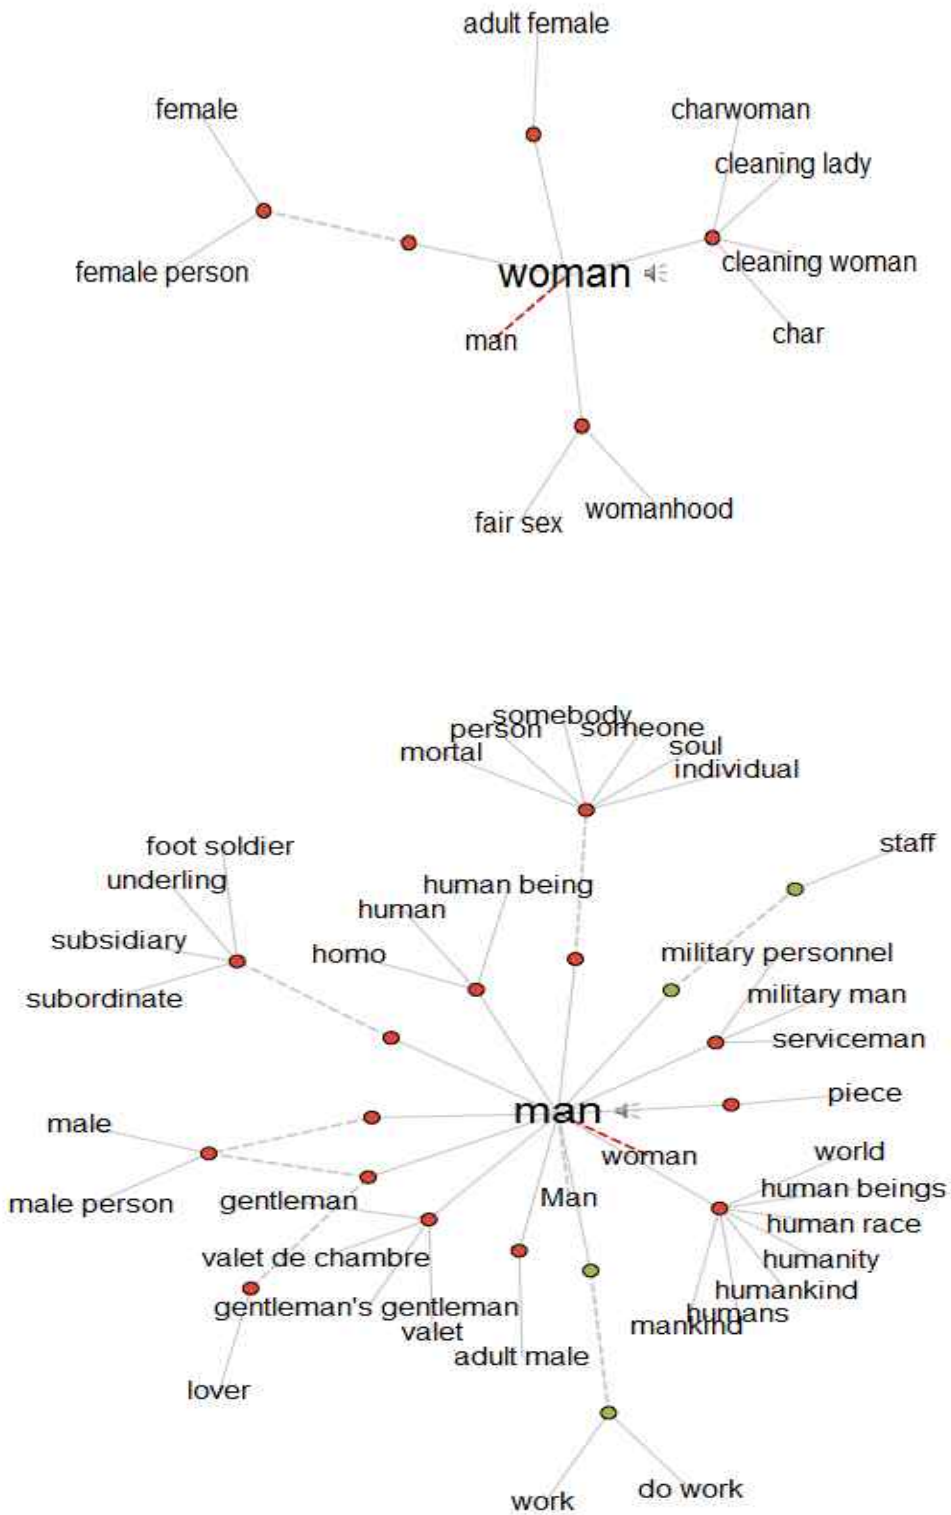 adult female
female
charwoman
cleaning lady
female person
woman
cleaning woman
man
char
fair sex
womanhood
somebody
person
someone
mortal
soul
individual
foot soldier
staff
underling
human being
human
subsidiary
homo
military personnel
subordinate
military man
serviceman
man
piece
male
woman
world
male person
gentleman
Man
human beings
human race
valet de chambre
humanity
gentleman's gentleman
humankind
valet
mankind
humans
adult male
lover
work
do work